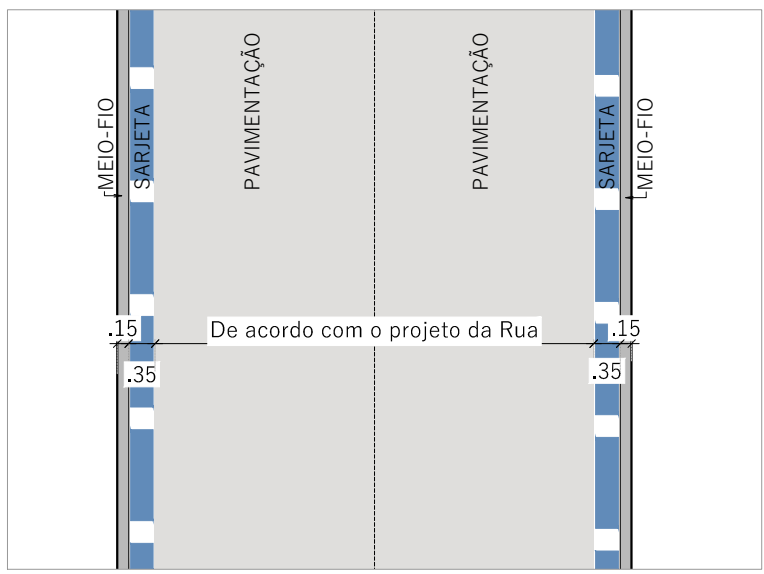 PAVIMENTAÇÃO
PAVIMENTAÇÃO
MEIO-FIO
SARJETA
SARJETA
MEIO-FIO
.15
De acordo com o projeto da Rua
.15
.35
.35